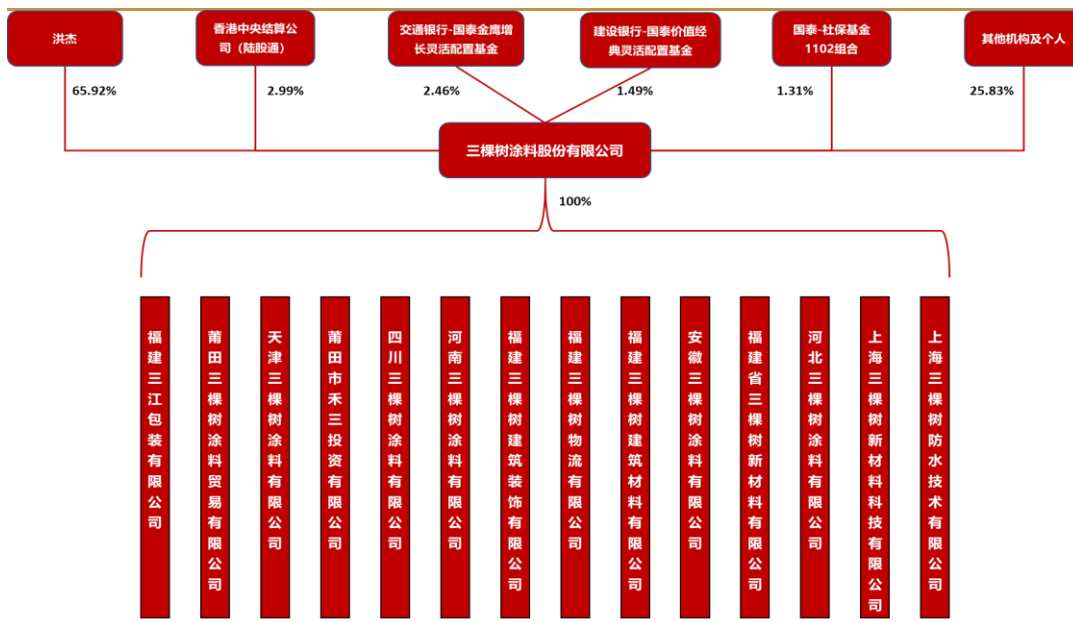 洪杰
香港中央结算公
司（陆股通）
交通银行-国泰金鹰增
长灵活配置基金
建设银行-国泰价值经
典灵活配置基金
国泰-社保基金
1102组合
其他机构及个人
65.92%
2.99%
2.46%
1.49%
1.31%
25.83%
三棵树涂料股份有限公司
100%
福建三江包装有限公司
莆田三棵树涂料贸易有限公司
天津三棵树涂料有限公司
莆田市禾三投资有限公司
四川三棵树涂料有限公司
河南三棵树涂料有限公司
福建三棵树建筑装饰有限公司
福建三棵树物流有限公司
福建三棵树建筑材料有限公司
安徽三棵树涂料有限公司
福建省三棵树新材料有限公司
河北三棵树涂料有限公司
上海三棵树新材料科技有限公司
上海三棵树防水技术有限公司